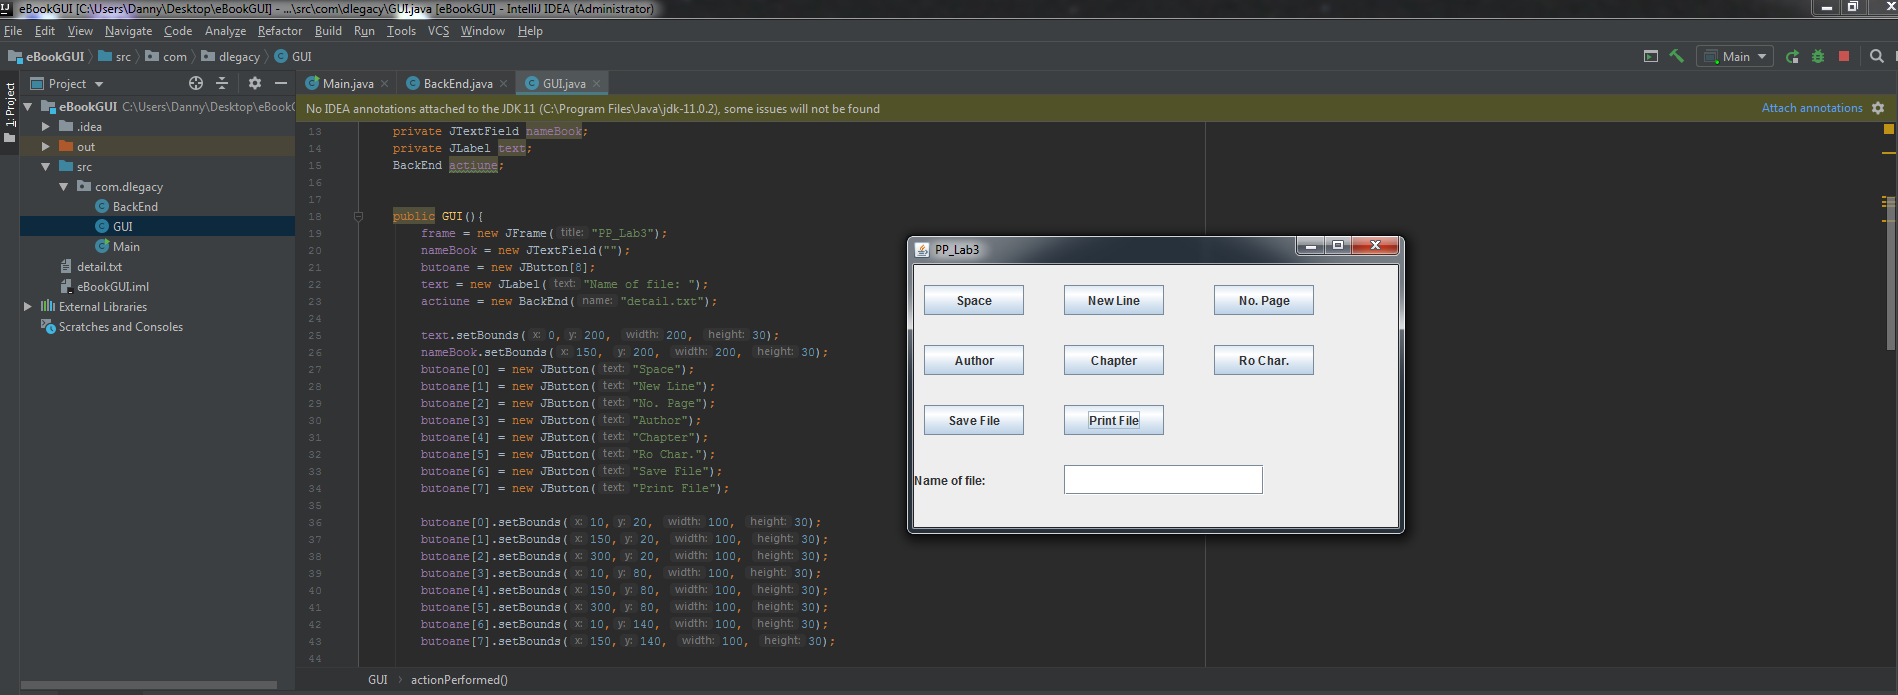 eBookGUI [C:\Users\Danny\Desktop\eBookGUI] - ...\src\com\dlegacy\GUI.java [eBookGUI] - IntelliJ IDEA (Administrator)
File Edit View Navigate Code Analyze Refactor Build Run Tools VCS Window Help
eBookGUI src com dlegacy GUI
Main
Project
Main.java BackEnd.java GUI.java
1: Project
eBookGUI C:\Users\Danny\Desktop\eBookG
.idea
out
src
com.dlegacy
BackEnd
GUI
Main
detail.txt
eBookGUI.iml
External Libraries
Scratches and Consoles
No IDEA annotations attached to the JDK 11 (C:\Program Files\Java\jdk-11.0.2), some issues will not be found
Attach annotations
13 private JTextField nameBook;
14 private JLabel text;
15 BackEnd actiune;
16
17
18 public GUI(){
19 frame = new JFrame( title: "PP_Lab3");
20 nameBook = new JTextField("");
21 butoane = new JButton[8];
22 text = new JLabel( text: "Name of file: ");
23 actiune = new BackEnd( name: "detail.txt");
24
25 text.setBounds( x: 0, y: 200, width: 200, height: 30);
26 nameBook.setBounds( x: 150, y: 200, width: 200, height: 30);
27 butoane[0] = new JButton( text: "Space");
28 butoane[1] = new JButton( text: "New Line");
29 butoane[2] = new JButton( text: "No. Page");
30 butoane[3] = new JButton( text: "Author");
31 butoane[4] = new JButton( text: "Chapter");
32 butoane[5] = new JButton( text: "Ro Char.");
33 butoane[6] = new JButton( text: "Save File");
34 butoane[7] = new JButton( text: "Print File");
35
36 butoane[0].setBounds( x: 10, y: 20, width: 100, height: 30);
37 butoane[1].setBounds( x: 150, y: 20, width: 100, height: 30);
38 butoane[2].setBounds( x: 300, y: 20, width: 100, height: 30);
39 butoane[3].setBounds( x: 10, y: 80, width: 100, height: 30);
40 butoane[4].setBounds( x: 150, y: 80, width: 100, height: 30);
41 butoane[5].setBounds( x: 300, y: 80, width: 100, height: 30);
42 butoane[6].setBounds( x: 10, y: 140, width: 100, height: 30);
43 butoane[7].setBounds( x: 150, y: 140, width: 100, height: 30);
44
GUI actionPerformed()
PP_Lab3
Space New Line No. Page
Author Chapter Ro Char.
Save File Print File
Name of file: